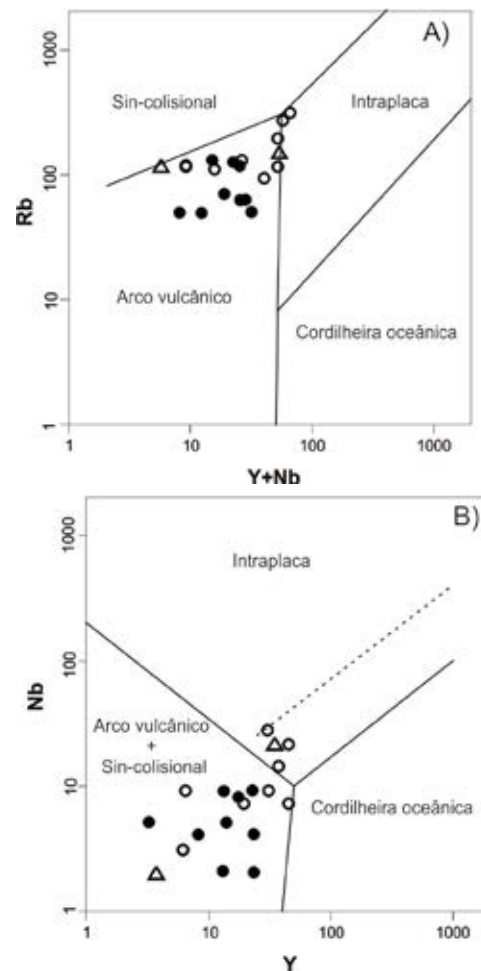 A)
1000
Sin-colisional
Intraplaca
100
Rb
Arco vulcânico
10
Cordilheira oceânica
1
1
10
100
1000
Y+Nb
B)
1000
Intraplaca
100
Nb
Arco vulcânico
+
Sin-colisional
10
Cordilheira oceânica
1
1
10
100
1000
Y